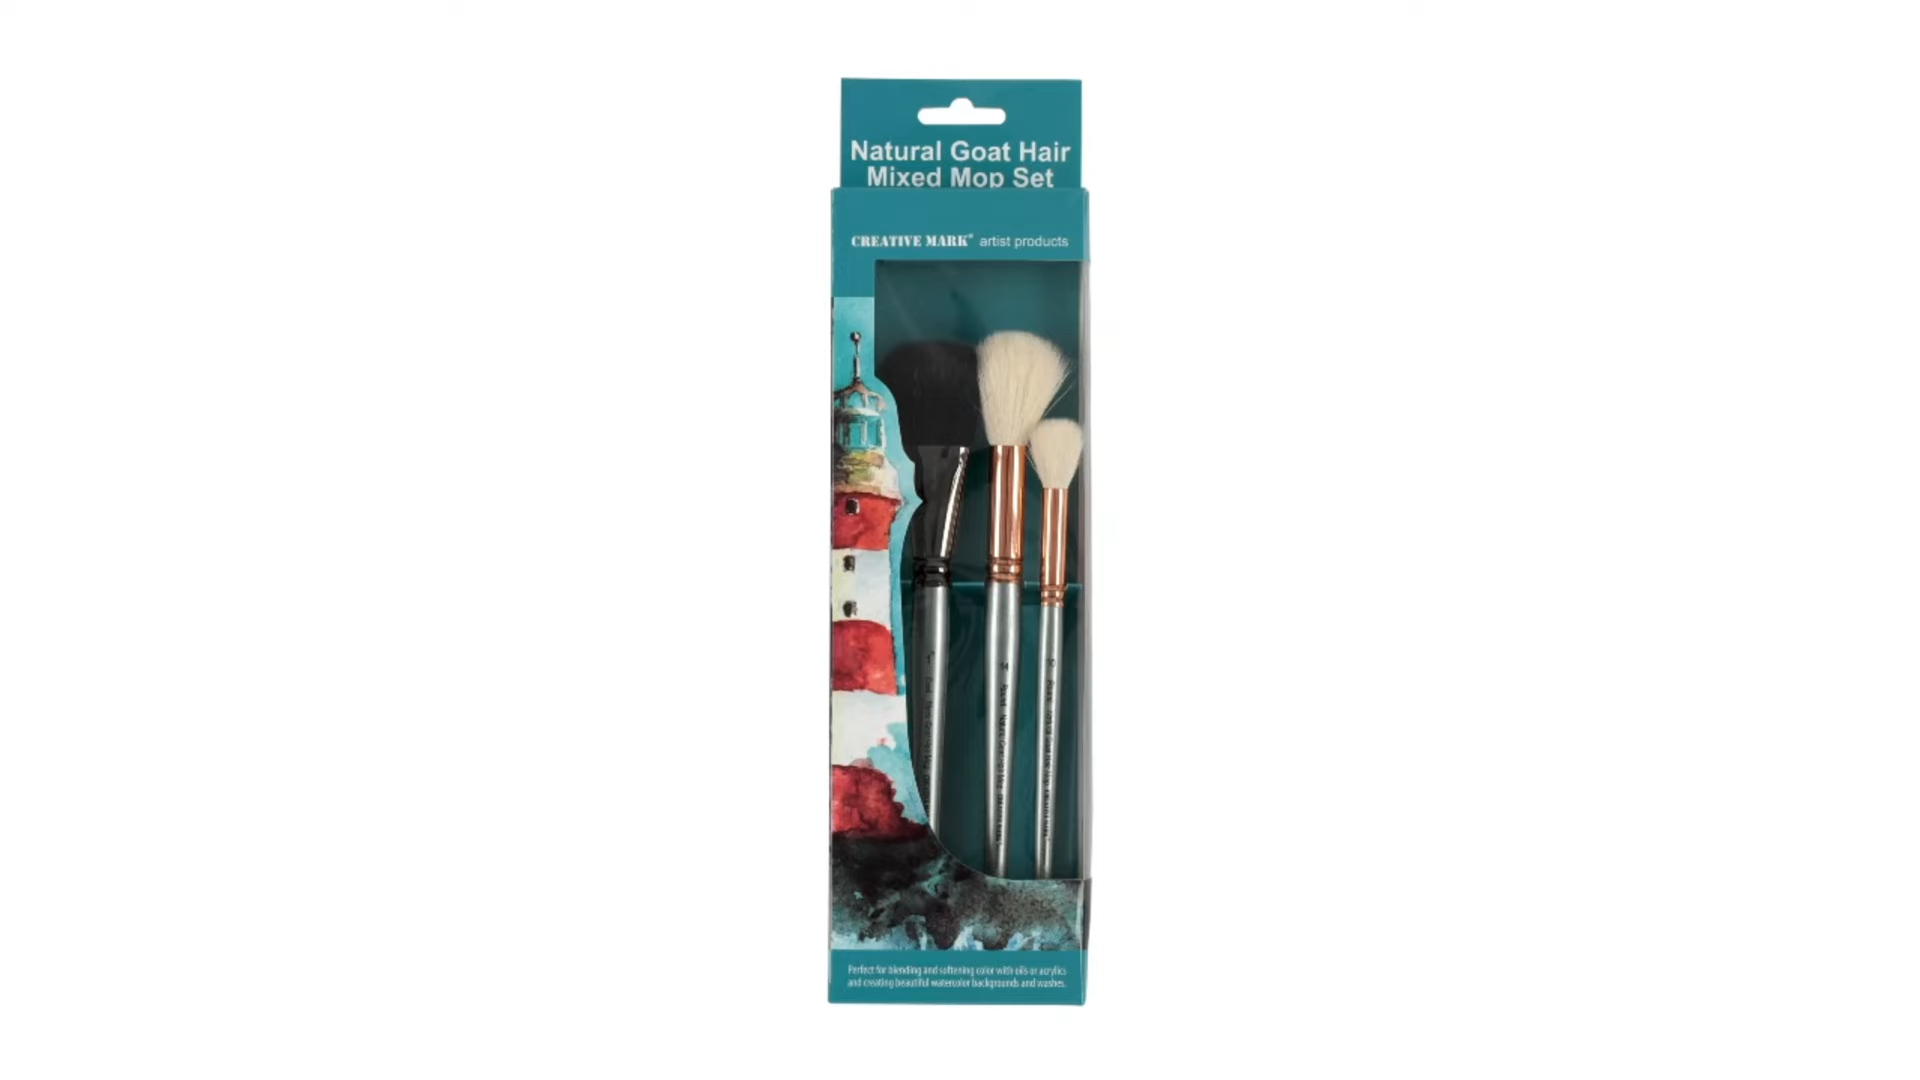 Natural Goat Hair
Mixed Mop Set
CREATIVE MARK® artist products
14
Perfect for blending and softening color with oils or acrylics
and creating beautiful watercolor backgrounds and washes.